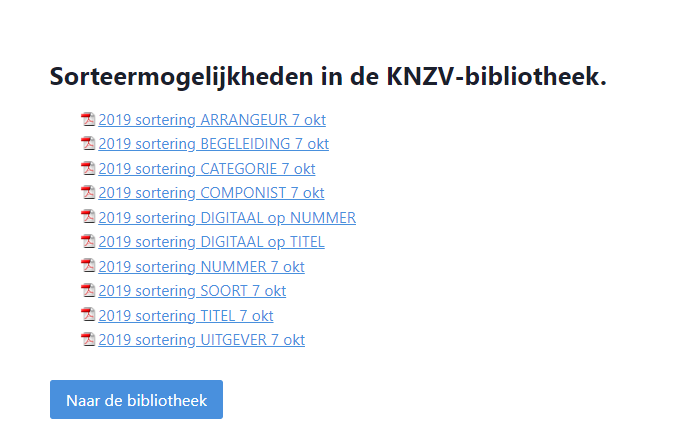 Sorteermogelijkheden in de KNZV-bibliotheek.
2019 sortering ARRANGEUR 7 okt
2019 sortering BEGELEIDING 7 okt
2019 sortering CATEGORIE 7 okt
2019 sortering COMPONIST 7 okt
2019 sortering DIGITAAL op NUMMER
2019 sortering DIGITAAL op TITEL
2019 sortering NUMMER 7 okt
2019 sortering SOORT 7 okt
2019 sortering TITEL 7 okt
2019 sortering UITGEVER 7 okt
Naar de bibliotheek